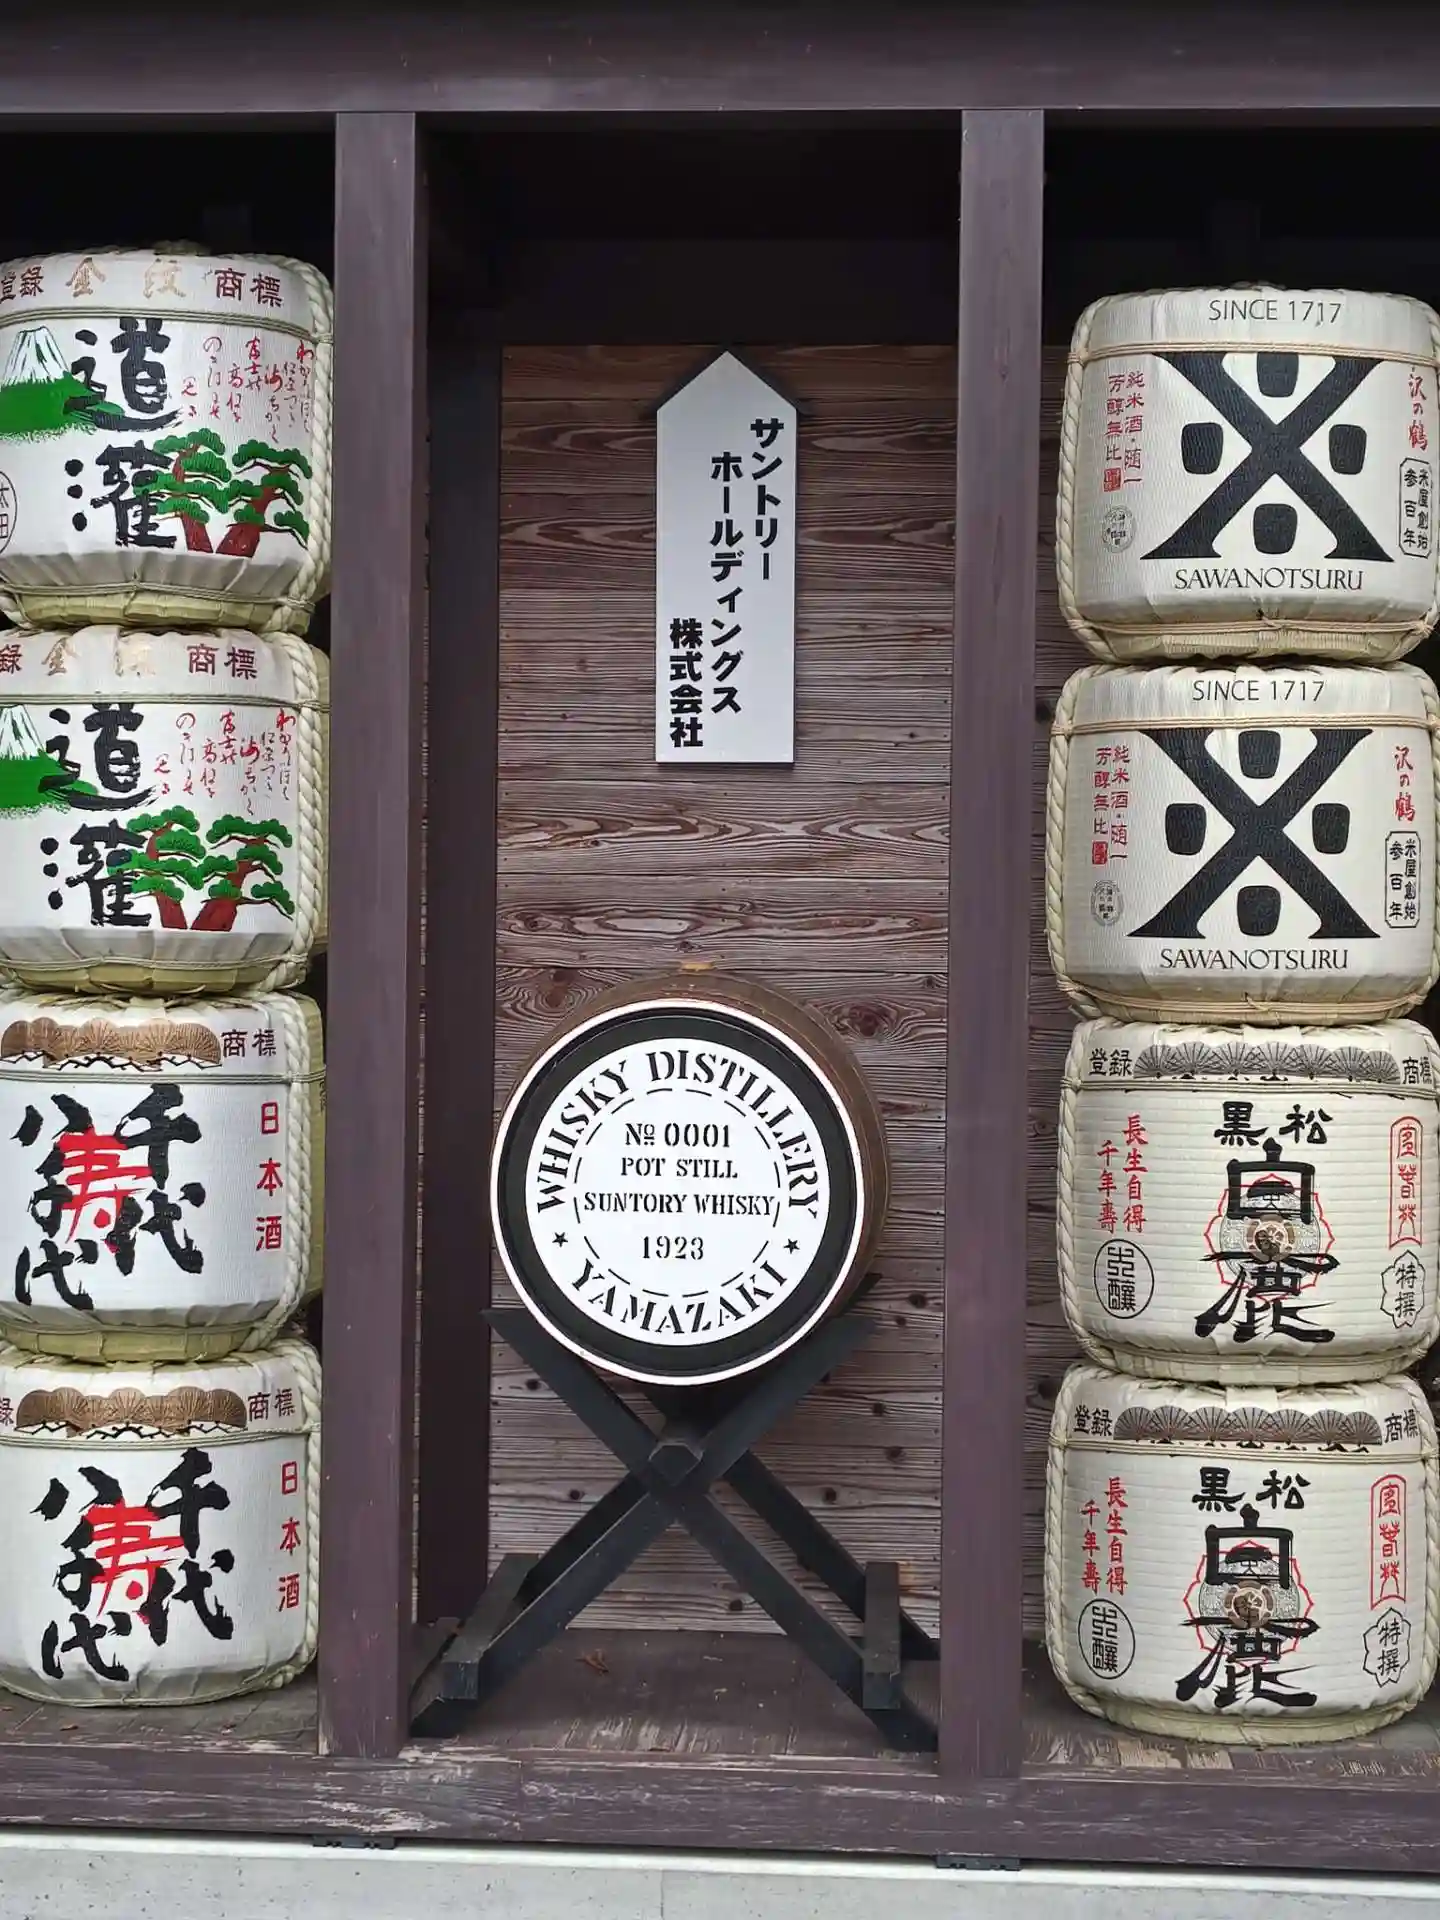 登録 金紋 商標
道灌
太田
金紋 商標
道灌
商標
千代
八千代
寿
日本酒
商標
千代
八千代
寿
日本酒
サントリー
ホールディングス
株式会社
WHISKY DISTILLERY
№ 0001
POT STILL
SUNTORY WHISKY
1923
YAMAZAKI
SINCE 1717
沢の鶴
米屋創始
参百年
純米酒・随一
芳醇無比
SAWANOTSURU
SINCE 1717
沢の鶴
米屋創始
参百年
純米酒・随一
芳醇無比
SAWANOTSURU
登録 商標
黒松
白鹿
長生自得
千年壽
特撰
登録 商標
黒松
白鹿
長生自得
千年壽
特撰